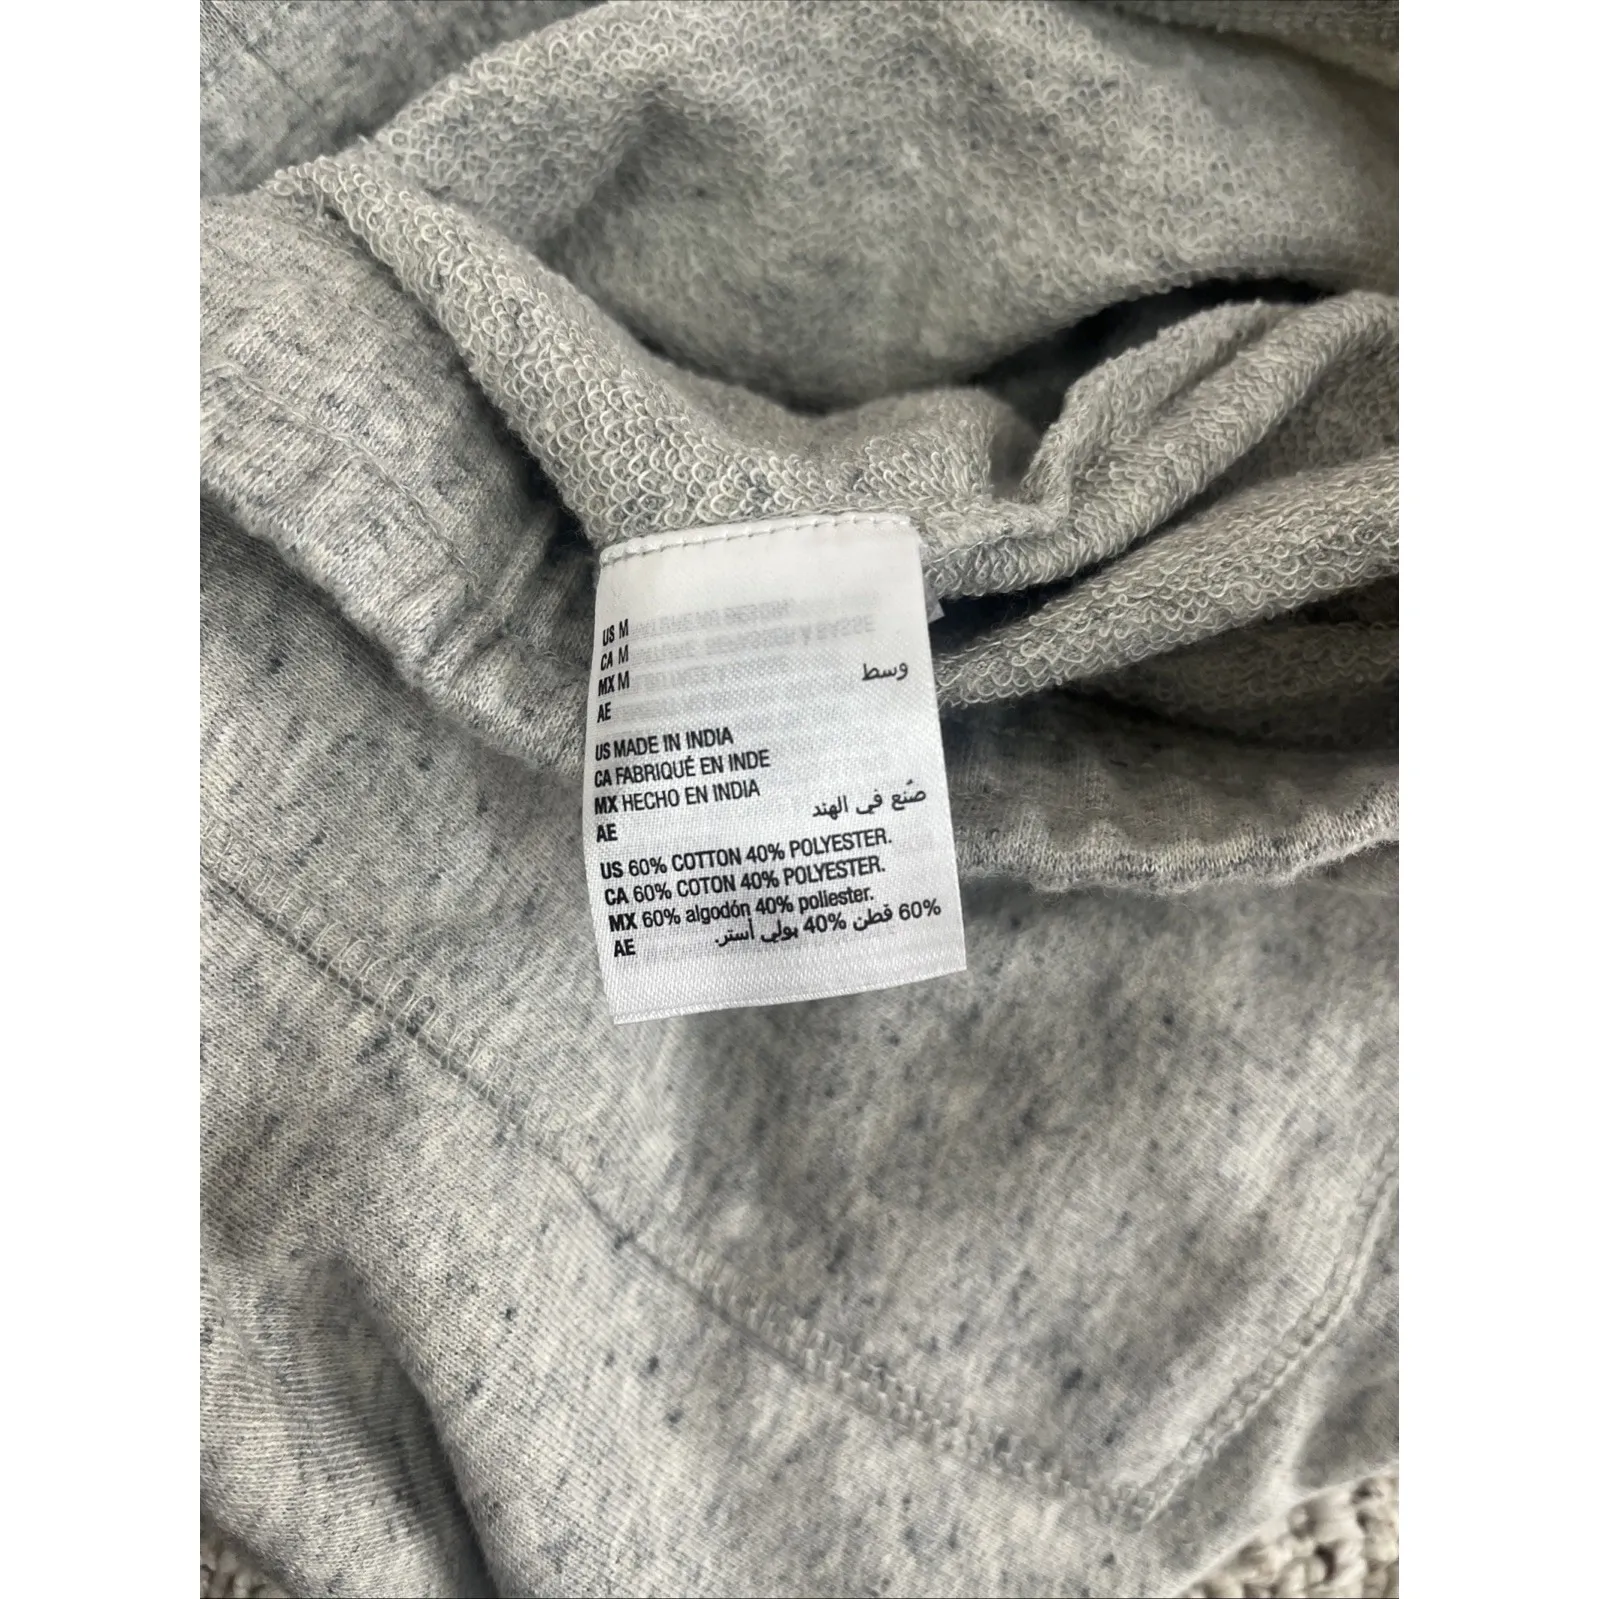 US M
CA M
MX M
AE وسط
US MADE IN INDIA
CA FABRIQUÉ EN INDE
MX HECHO EN INDIA
AE صُنع في الهند
US 60% COTTON 40% POLYESTER.
CA 60% COTON 40% POLYESTER.
MX 60% algodón 40% poliester.
AE 60% قطن 40% بولي أستر.